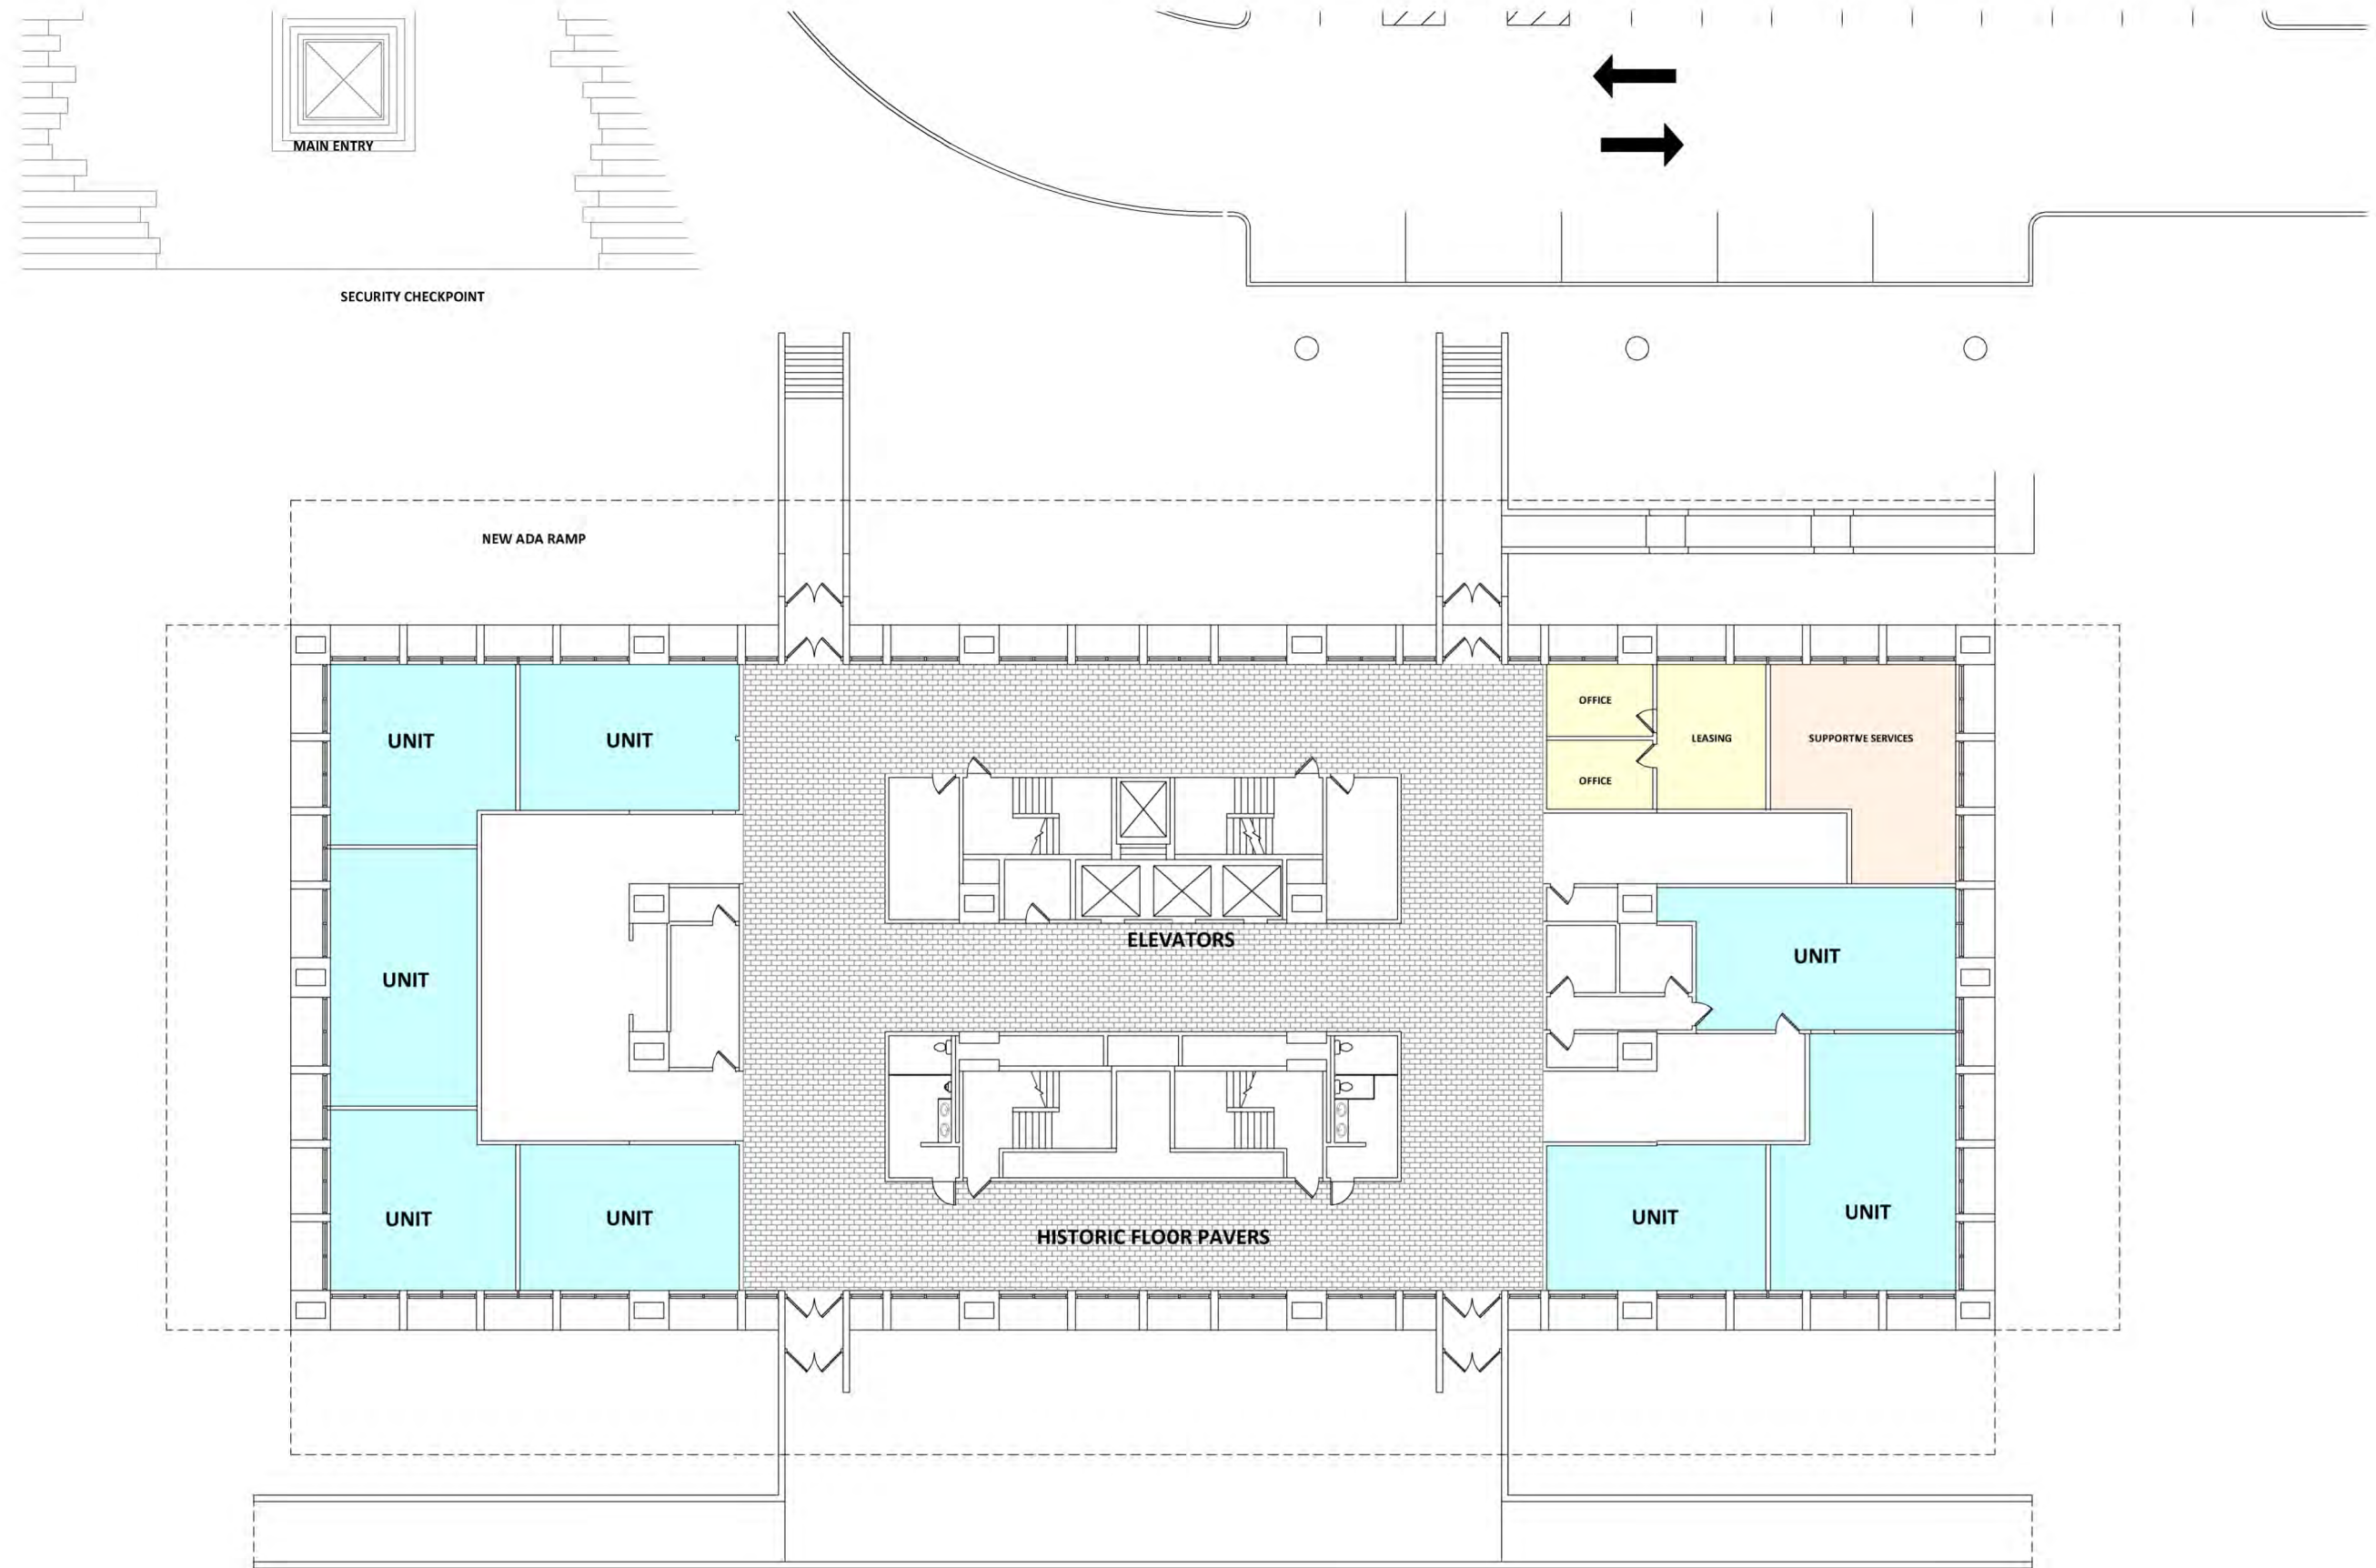 MAIN ENTRY
SECURITY CHECKPOINT
NEW ADA RAMP
UNIT
UNIT
OFFICE
LEASING
SUPPORTIVE SERVICES
OFFICE
ELEVATORS
UNIT
UNIT
UNIT
UNIT
HISTORIC FLOOR PAVERS
UNIT
UNIT